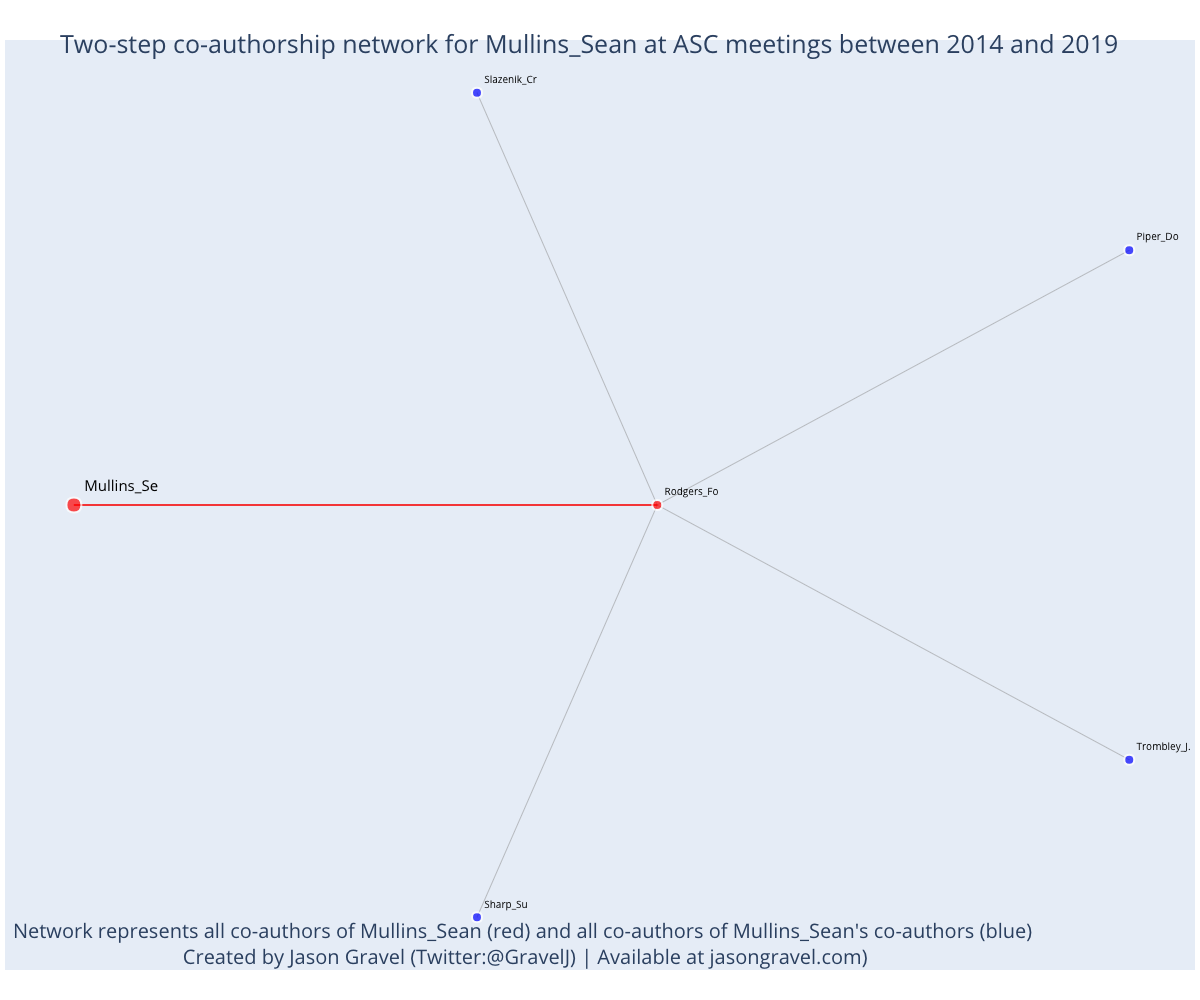 Two-step co-authorship network for Mullins_Sean at ASC meetings between 2014 and 2019
Slazenik_Cr
Piper_Do
Mullins_Se
Rodgers_Fo
Trombley_J.
Sharp_Su
Network represents all co-authors of Mullins_Sean (red) and all co-authors of Mullins_Sean's co-authors (blue)
Created by Jason Gravel (Twitter:@GravelJ) | Available at jasongravel.com)